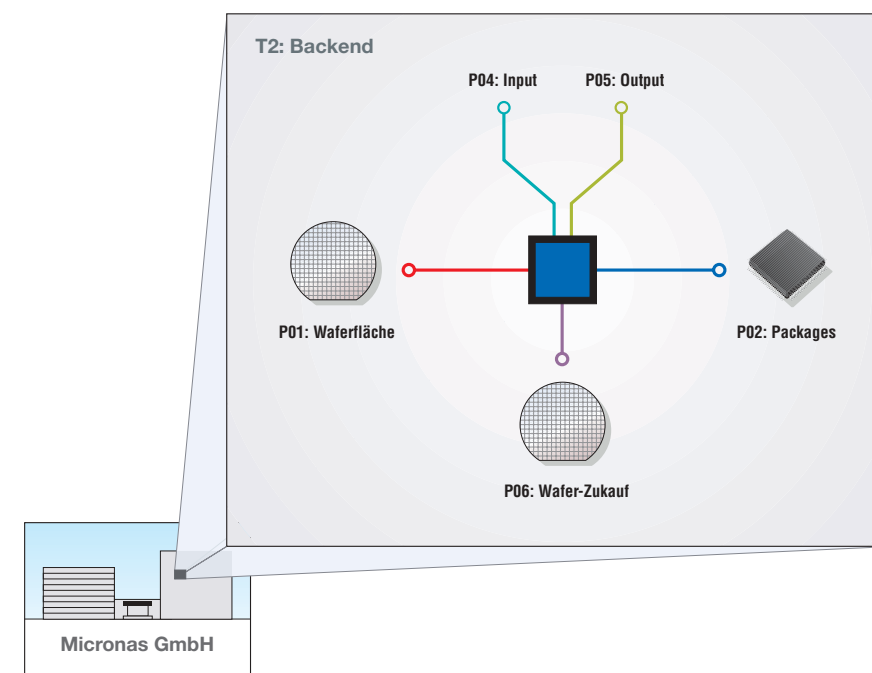 T2: Backend
P04: Input
P05: Output
P01: Waferfläche
P02: Packages
P06: Wafer-Zukauf
Micronas GmbH